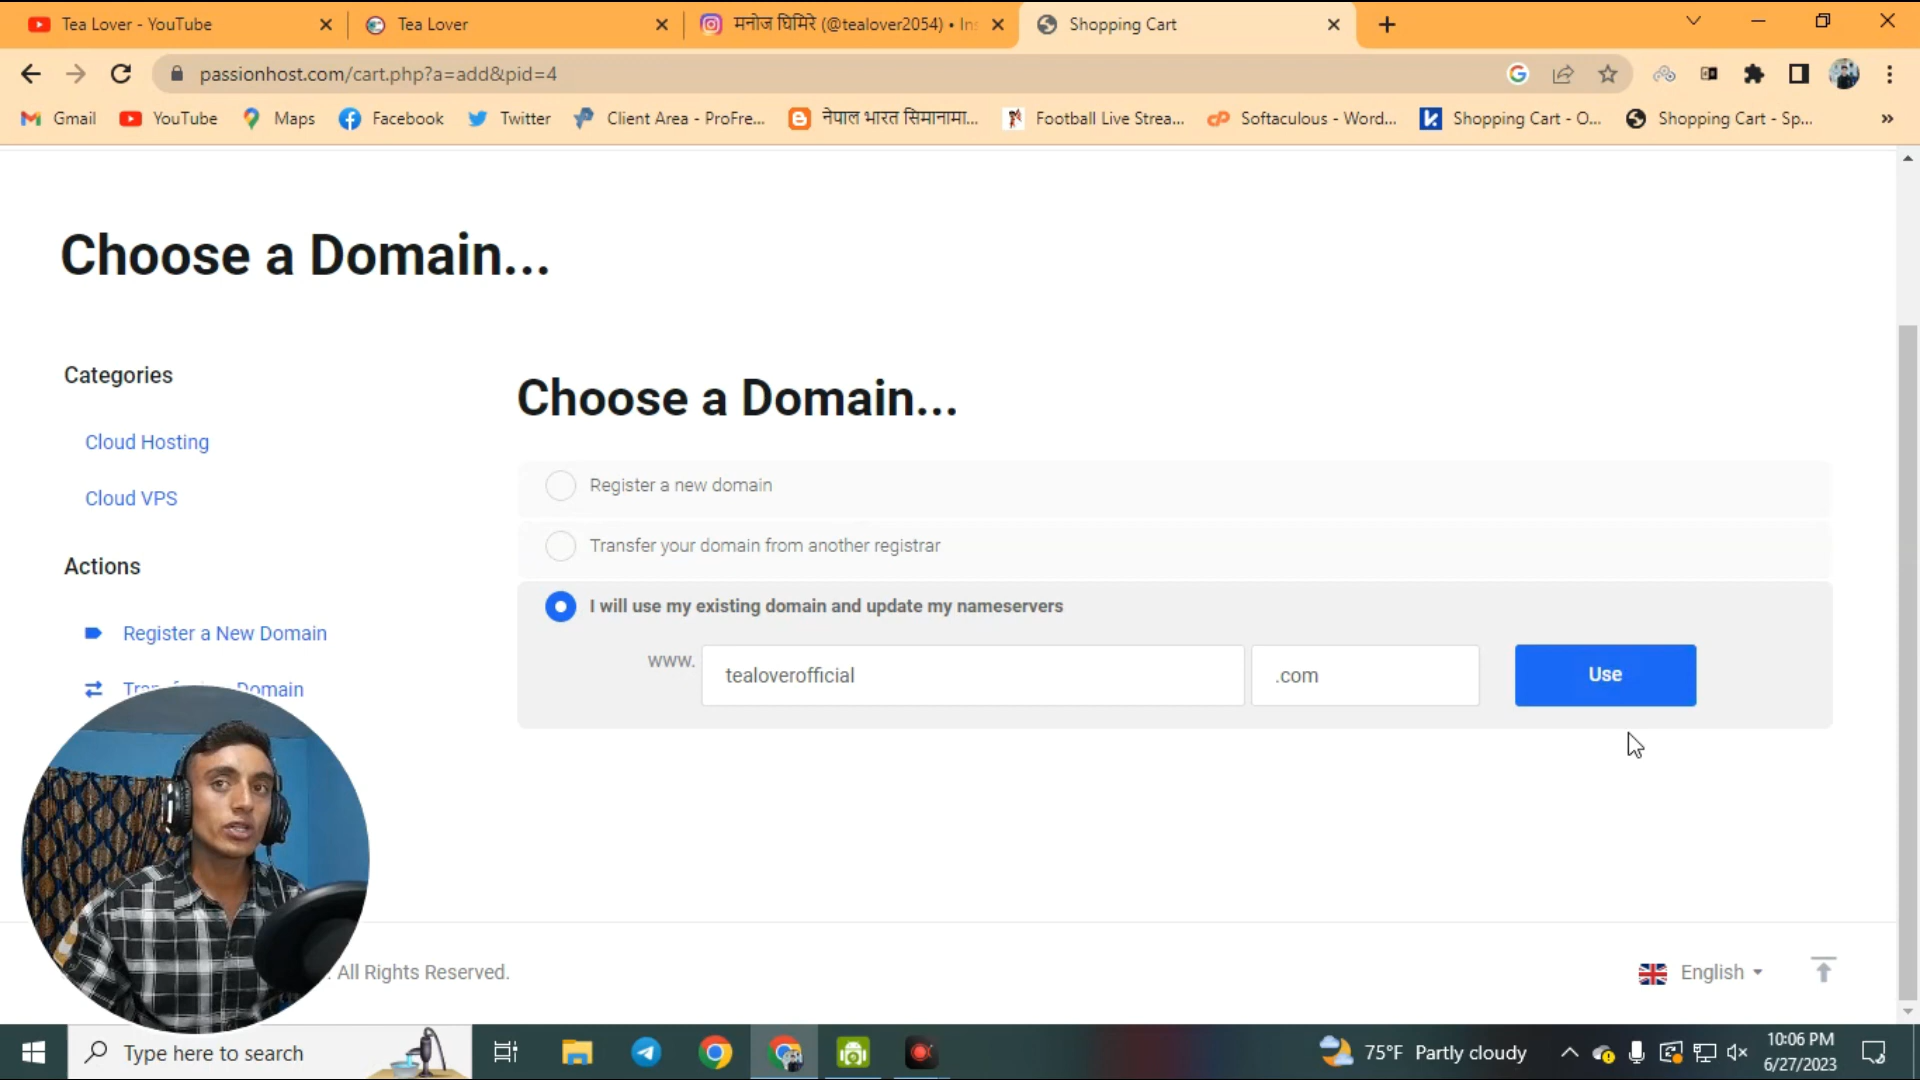 Tea Lover - YouTube
Tea Lover
मनोज घिमिरे (@tealover2054) • Ins
Shopping Cart
passionhost.com/cart.php?a=add&pid=4
Gmail
YouTube
Maps
Facebook
Twitter
Client Area - ProFre...
नेपाल भारत सिमानामा...
Football Live Strea...
Softaculous - Word...
Shopping Cart - O...
Shopping Cart - Sp...
Choose a Domain...
Categories
Cloud Hosting
Cloud VPS
Actions
Register a New Domain
Domain
Choose a Domain...
Register a new domain
Transfer your domain from another registrar
I will use my existing domain and update my nameservers
www.
tealoverofficial
.com
Use
. All Rights Reserved.
English
Type here to search
75°F Partly cloudy
10:06 PM
6/27/2023